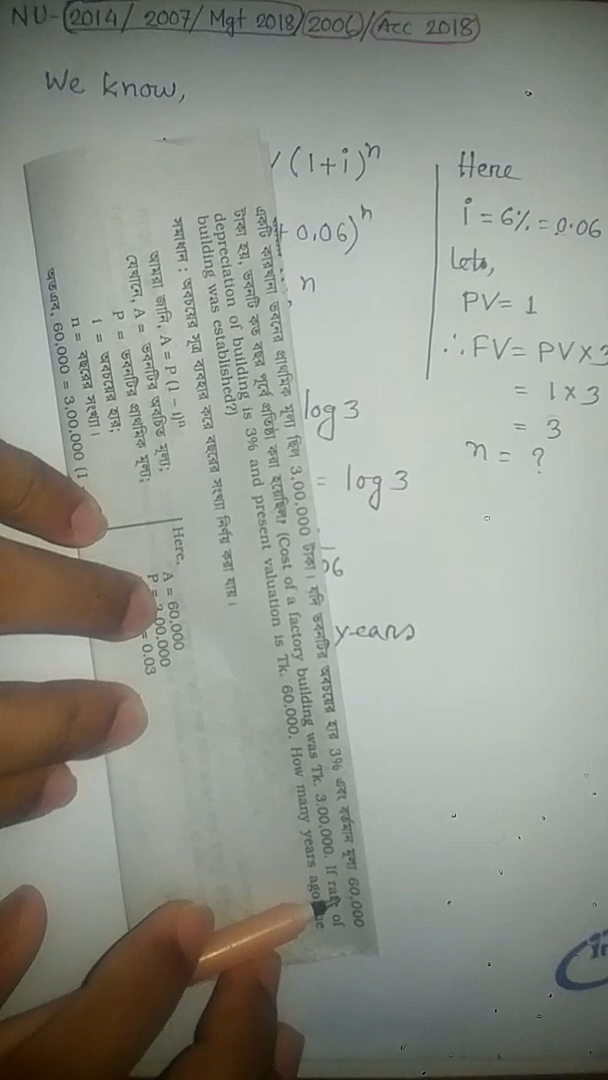 NU-(2014/ 2007/ Mgt 2018)(2006)/(Acc 2018)
We know,
(1+i)ⁿ
+ 0.06)ⁿ
n
log 3
= log 3
06
years
Here
i = 6% = 0.06
Lets,
PV = 1
∴ FV = PV × 3
= 1 × 3
= 3
n = ?
একটি কারখানা ভবনের প্রাথমিক মূল্য ছিল 3,00,000 টাকা। যদি ভবনটির অবচয়ের হার 3% এবং বর্তমান মূল্য 60,000
টাকা হয়, ভবনটি কত বছর পূর্বে প্রতিষ্ঠা করা হয়েছিল? (Cost of a factory building was Tk. 3,00,000. If rate of
depreciation of building is 3% and present valuation is Tk. 60,000. How many years ago
building was established?)
সমাধান : অবচয়ের সূত্র ব্যবহার করে বছরের সংখ্যা নির্ণয় করা যায়।
আমরা জানি, A = P (1 − i)ⁿ
যেখানে, A = ভবনটির অবচিত মূল্য;
P = ভবনটির প্রাথমিক মূল্য;
i = অবচয়ের হার;
n = বছরের সংখ্যা।
Here,
A = 60,000
P = 3,00,000
= 0.03
অতএব, 60,000 = 3,00,000 (1